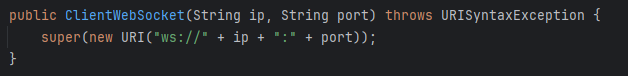 public ClientWebSocket(String ip, String port) throws URISyntaxException {
    super(new URI("ws://" + ip + ":" + port));
}